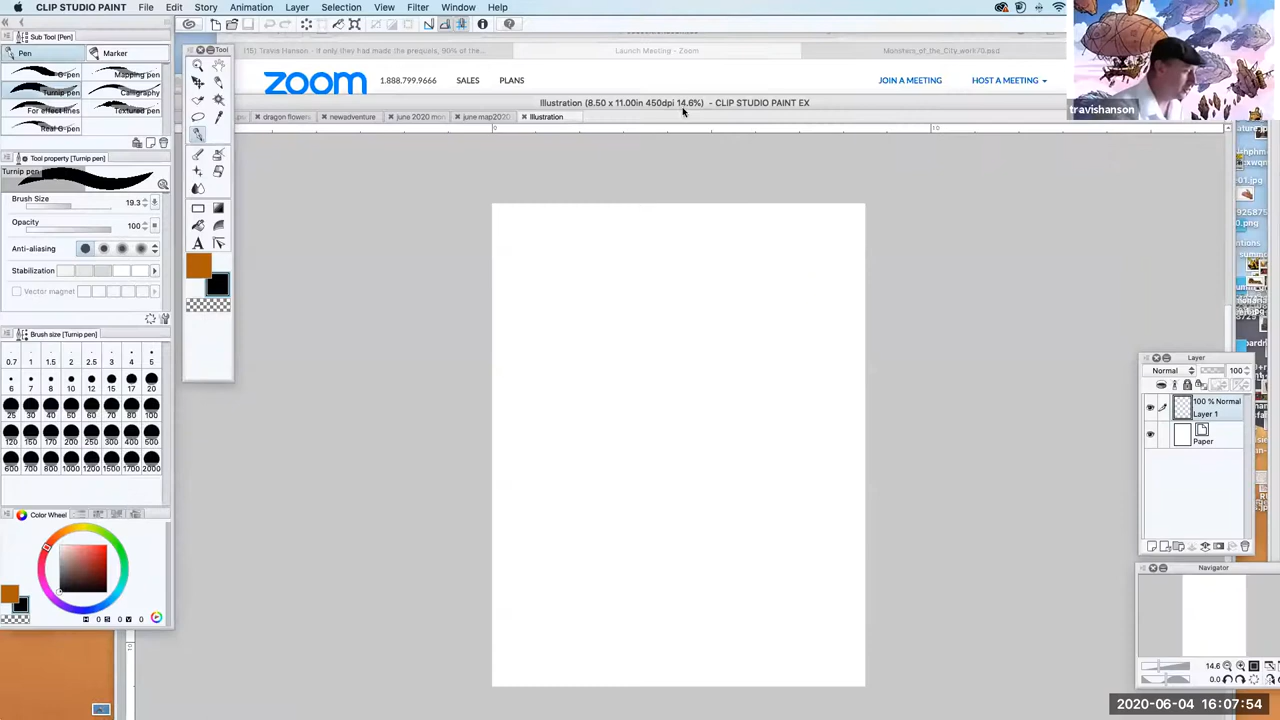 CLIP STUDIO PAINT File Edit Story Animation Layer Selection View Filter Window Help
Sub Tool [Pen]
Pen Marker
G-pen Mapping pen
Turnip pen Calligraphy
For effect lines Textured pen
Real G-pen
Tool property [Turnip pen]
Turnip pen
Brush Size 19.3
Opacity 100
Anti-aliasing
Stabilization
Vector magnet
Brush size [Turnip pen]
0.7 1 1.5 2 2.5 3 4 5
6 7 8 10 12 15 17 20
25 30 40 50 60 70 80 100
120 150 170 200 250 300 400 500
600 700 800 1000 1200 1500 1700 2000
Color Wheel
H 0 S 0 V 0
Tool
(15) Travis Hanson - If only they had made the prequels, 90% of the... Launch Meeting - Zoom Monsters_of_the_City_work70.psd
zoom 1.888.799.9666 SALES PLANS JOIN A MEETING HOST A MEETING
Illustration (8.50 x 11.00in 450dpi 14.6%) - CLIP STUDIO PAINT EX
dragon flowers newadventure june 2020 mon june map2020 Illustration
10
travishanson
Layer
Normal 100
100 % Normal
Layer 1
Paper
Navigator
14.6
0.0
2020-06-04 16:07:54